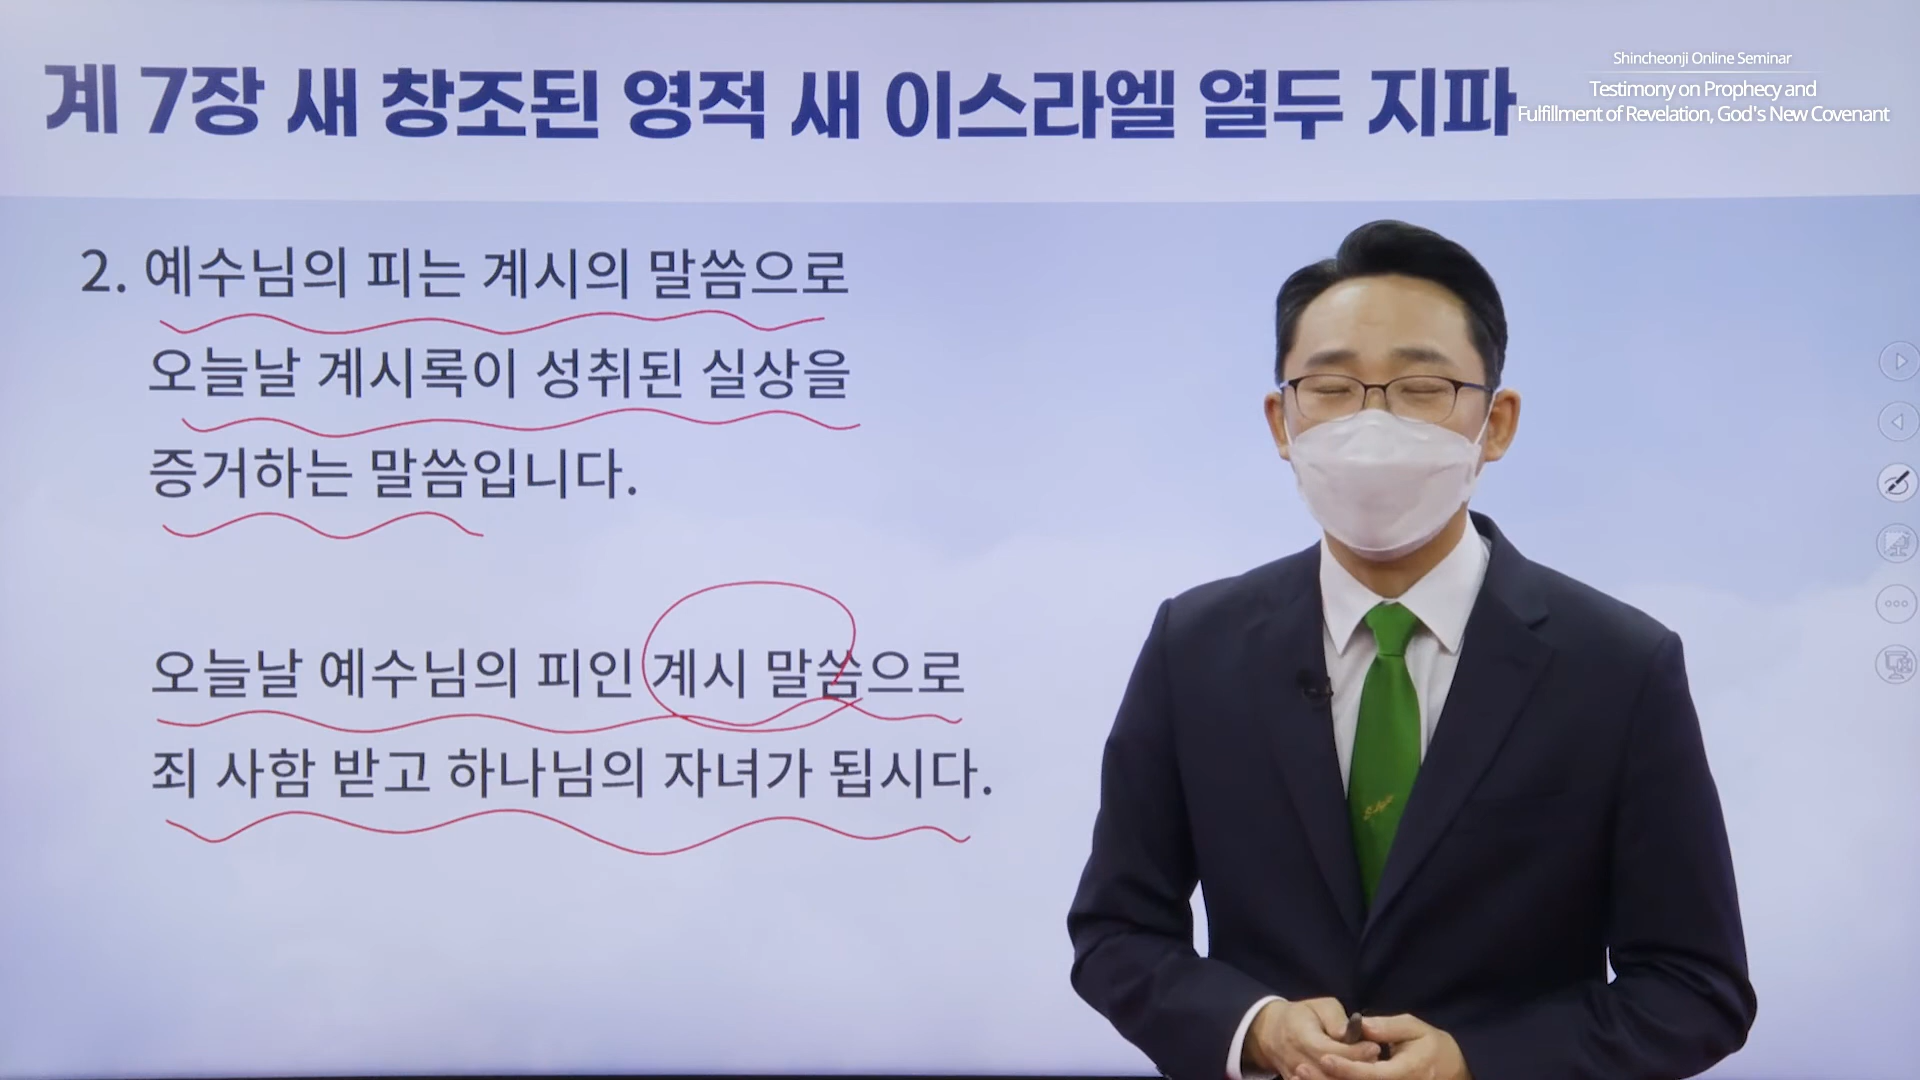 계 7장 새 창조된 영적 새 이스라엘 열두 지파
Shincheonji Online Seminar
Testimony on Prophecy and
Fulfillment of Revelation, God's New Covenant
2. 예수님의 피는 계시의 말씀으로
오늘날 계시록이 성취된 실상을
증거하는 말씀입니다.
오늘날 예수님의 피인 계시 말씀으로
죄 사함 받고 하나님의 자녀가 됩시다.